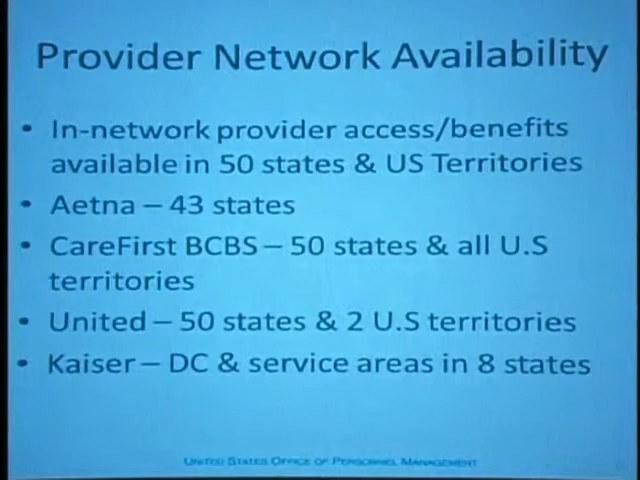 Provider Network Availability
• In-network provider access/benefits
available in 50 states & US Territories
• Aetna – 43 states
• CareFirst BCBS – 50 states & all U.S
territories
• United – 50 states & 2 U.S territories
• Kaiser – DC & service areas in 8 states
UNITED STATES OFFICE OF PERSONNEL MANAGEMENT